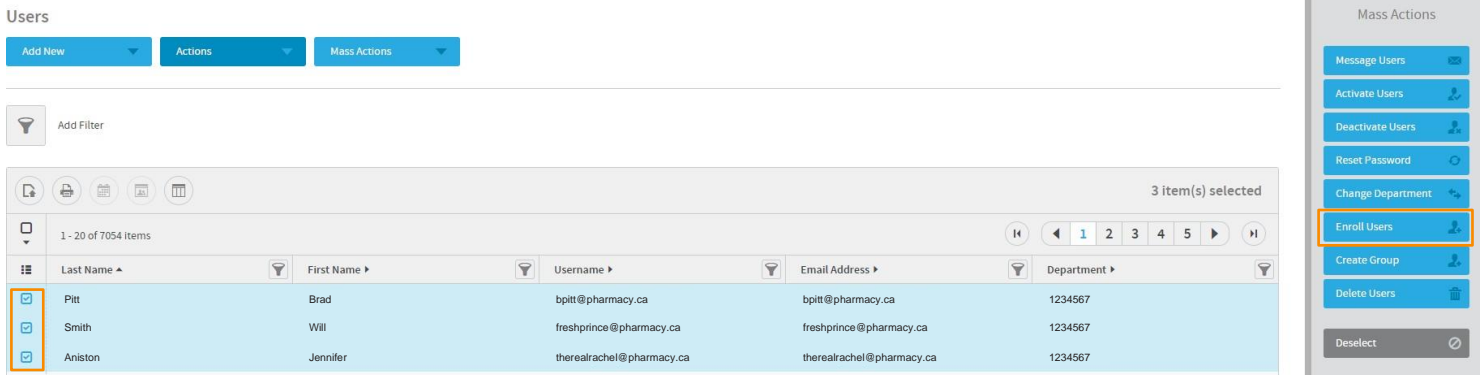 Users
Add New Actions Mass Actions
Add Filter
3 item(s) selected
1 - 20 of 7054 items 1 2 3 4 5
Last Name First Name Username Email Address Department
Pitt Brad bpitt@pharmacy.ca bpitt@pharmacy.ca 1234567
Smith Will freshprince@pharmacy.ca freshprince@pharmacy.ca 1234567
Aniston Jennifer therealrachel@pharmacy.ca therealrachel@pharmacy.ca 1234567
Mass Actions
Message Users
Activate Users
Deactivate Users
Reset Password
Change Department
Enroll Users
Create Group
Delete Users
Deselect